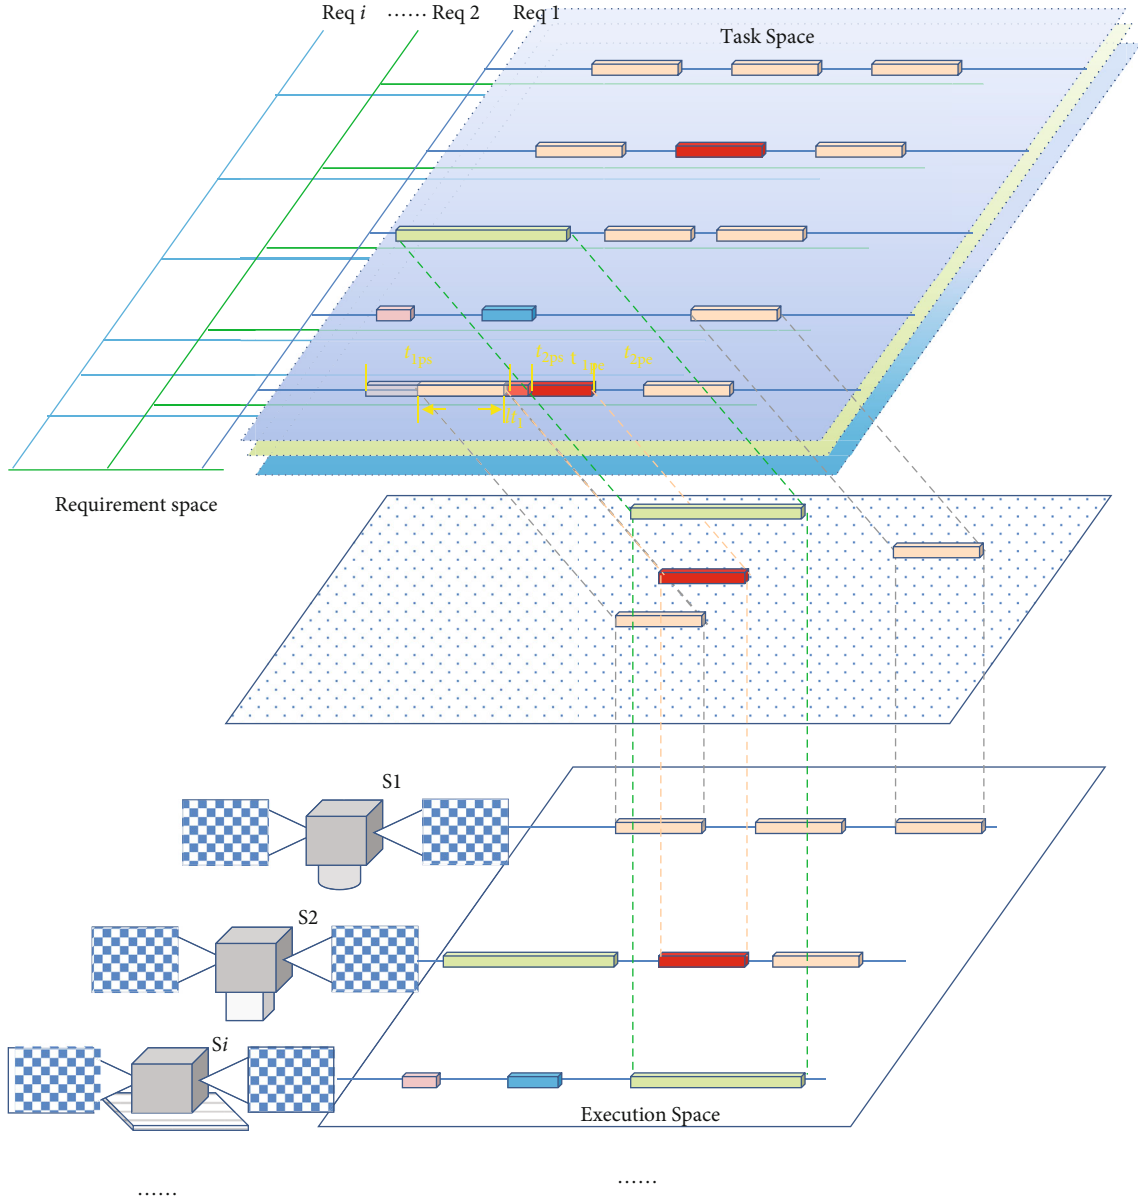 Req i ...... Req 2 Req 1
Task Space
Requirement space
S1
S2
Si
Execution Space
......
......